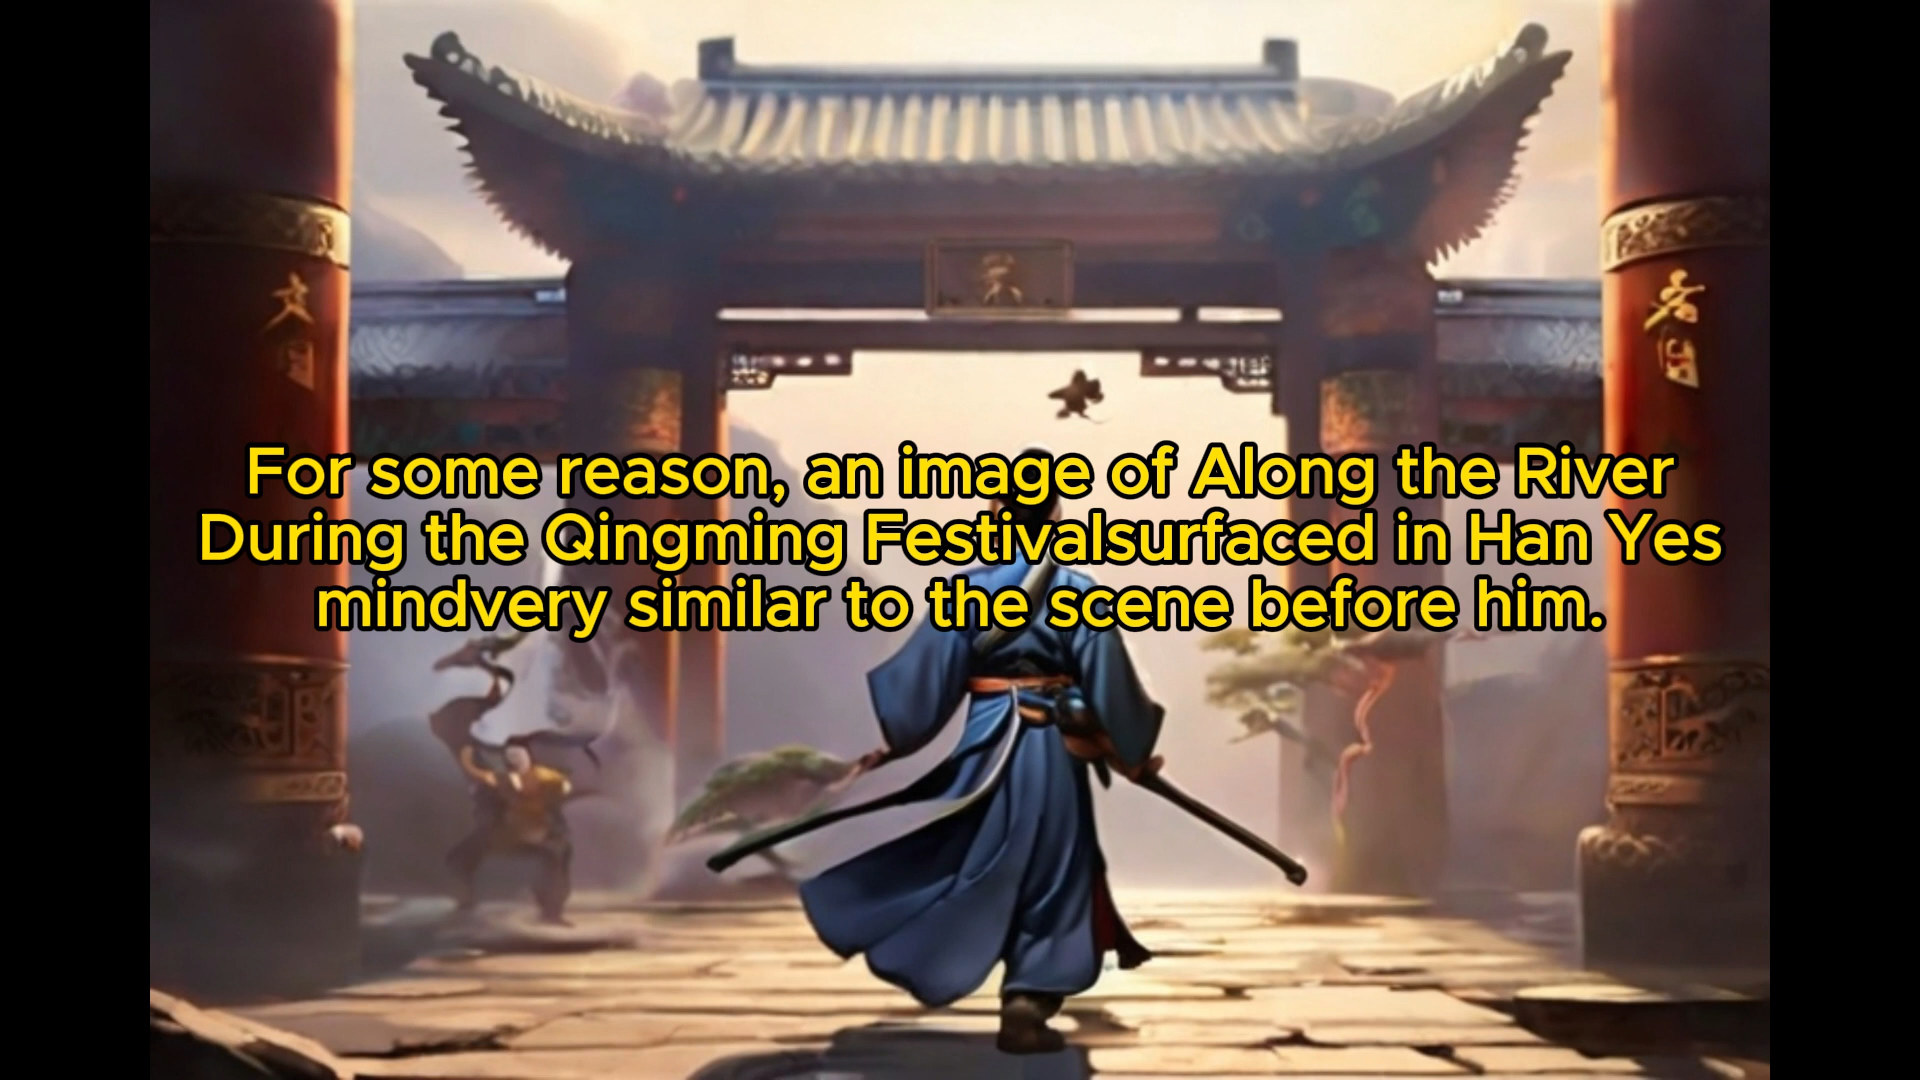 For some reason, an image of Along the River
During the Qingming Festivalsurfaced in Han Yes
mindvery similar to the scene before him.